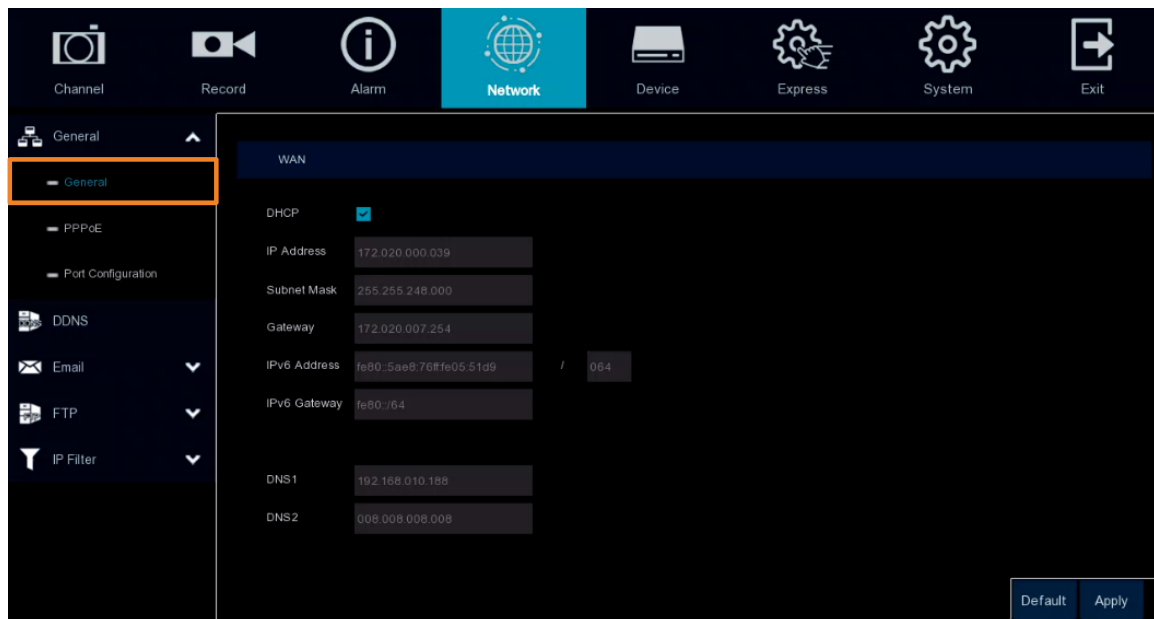 Channel Record Alarm Network Device Express System Exit
General
General
PPPoE
Port Configuration
DDNS
Email
FTP
IP Filter
WAN
DHCP
IP Address 172.020.000.039
Subnet Mask 255.255.248.000
Gateway 172.020.007.254
IPv6 Address fe80::5ae8:76ff:fe05:51d9 / 064
IPv6 Gateway fe80::/64
DNS1 192.168.010.188
DNS2 008.008.008.008
Default Apply